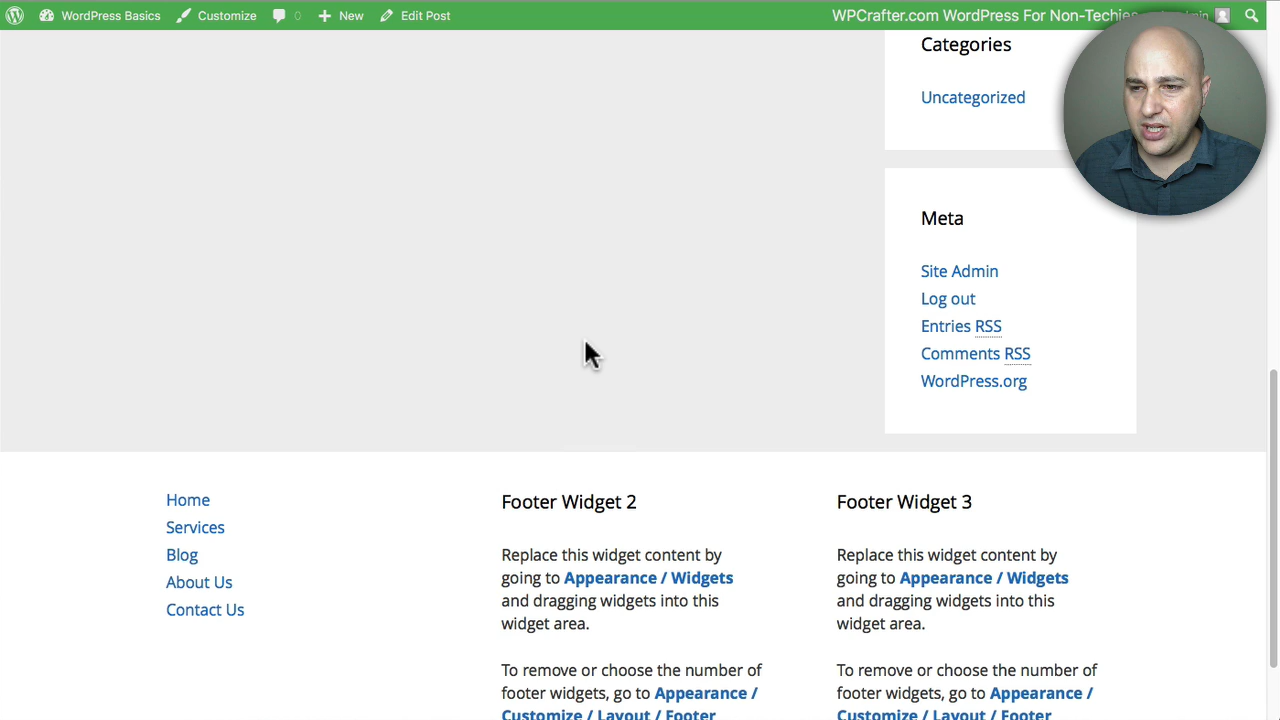 WordPress Basics Customize 0 New Edit Post WPCrafter.com WordPress For Non-Techies
Categories
Uncategorized
Meta
Site Admin
Log out
Entries RSS
Comments RSS
WordPress.org
Home
Services
Blog
About Us
Contact Us
Footer Widget 2
Replace this widget content by
going to Appearance / Widgets
and dragging widgets into this
widget area.
To remove or choose the number of
footer widgets, go to Appearance /
Customize / Layout / Footer
Footer Widget 3
Replace this widget content by
going to Appearance / Widgets
and dragging widgets into this
widget area.
To remove or choose the number of
footer widgets, go to Appearance /
Customize / Layout / Footer